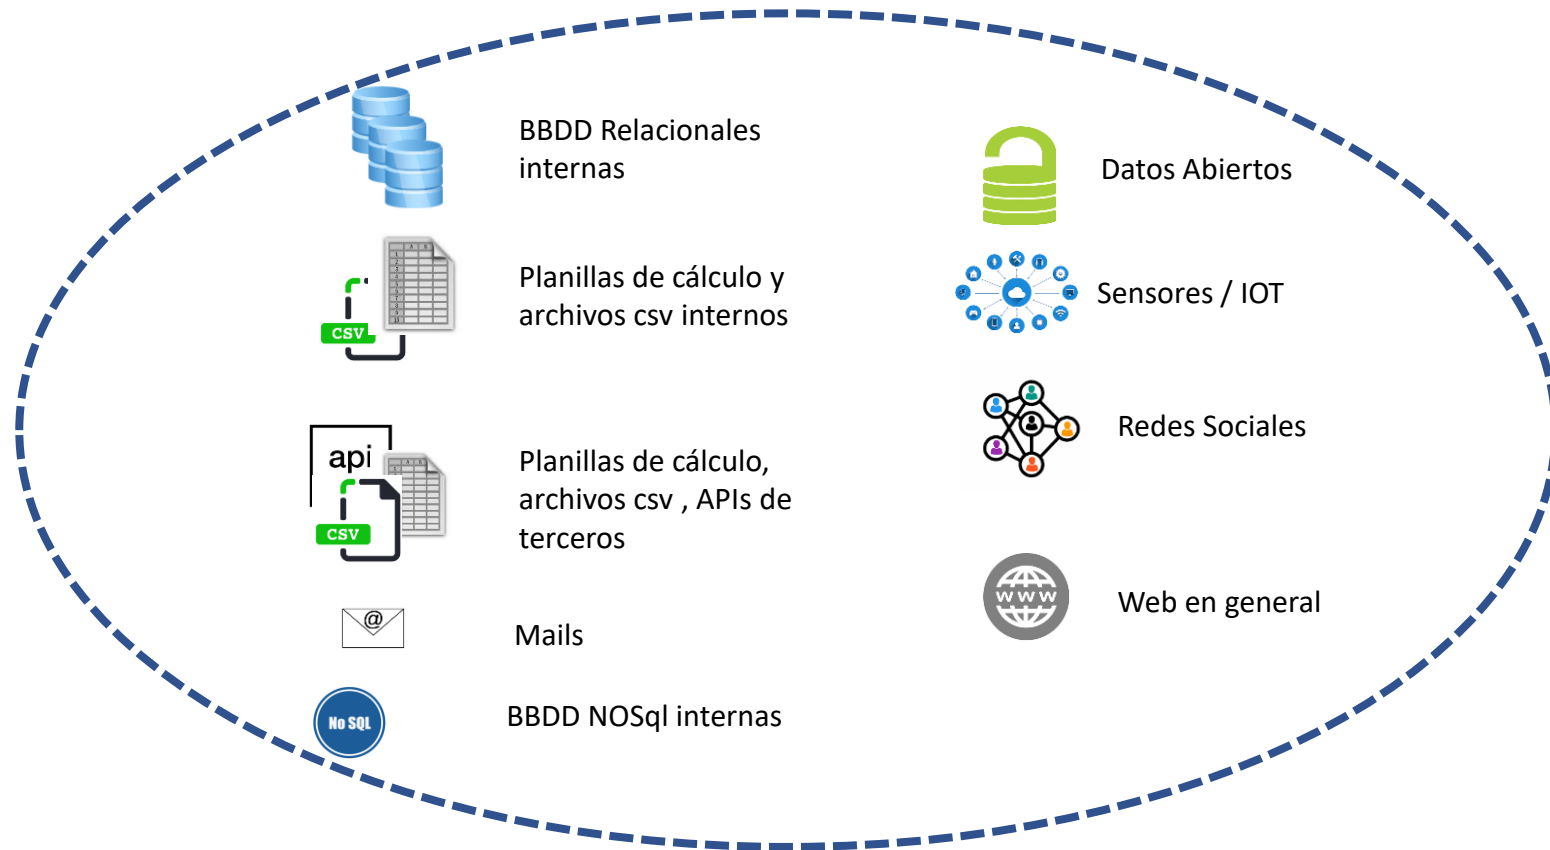 BBDD Relacionales
internas
CSV
Planillas de cálculo y
archivos csv internos
api
CSV
Planillas de cálculo,
archivos csv , APIs de
terceros
@
Mails
No SQL
BBDD NOSql internas
Datos Abiertos
Sensores / IOT
Redes Sociales
www
Web en general